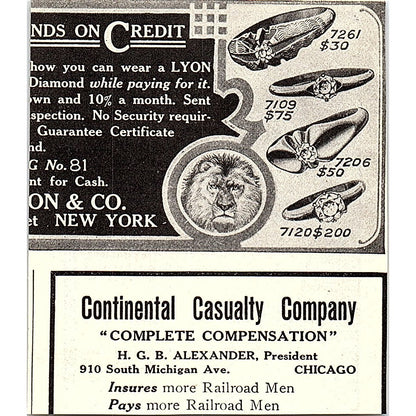 NDS ON CREDIT
how you can wear a LYON
Diamond while paying for it.
own and 10% a month. Sent
spection. No Security requir-
Guarantee Certificate
nd.
G No. 81
nt for Cash.
ON & CO.
et NEW YORK
7261
$30
7109
$75
7206
$50
7120 $200
Continental Casualty Company
"COMPLETE COMPENSATION"
H. G. B. ALEXANDER, President
910 South Michigan Ave. CHICAGO
Insures more Railroad Men
Pays more Railroad Men